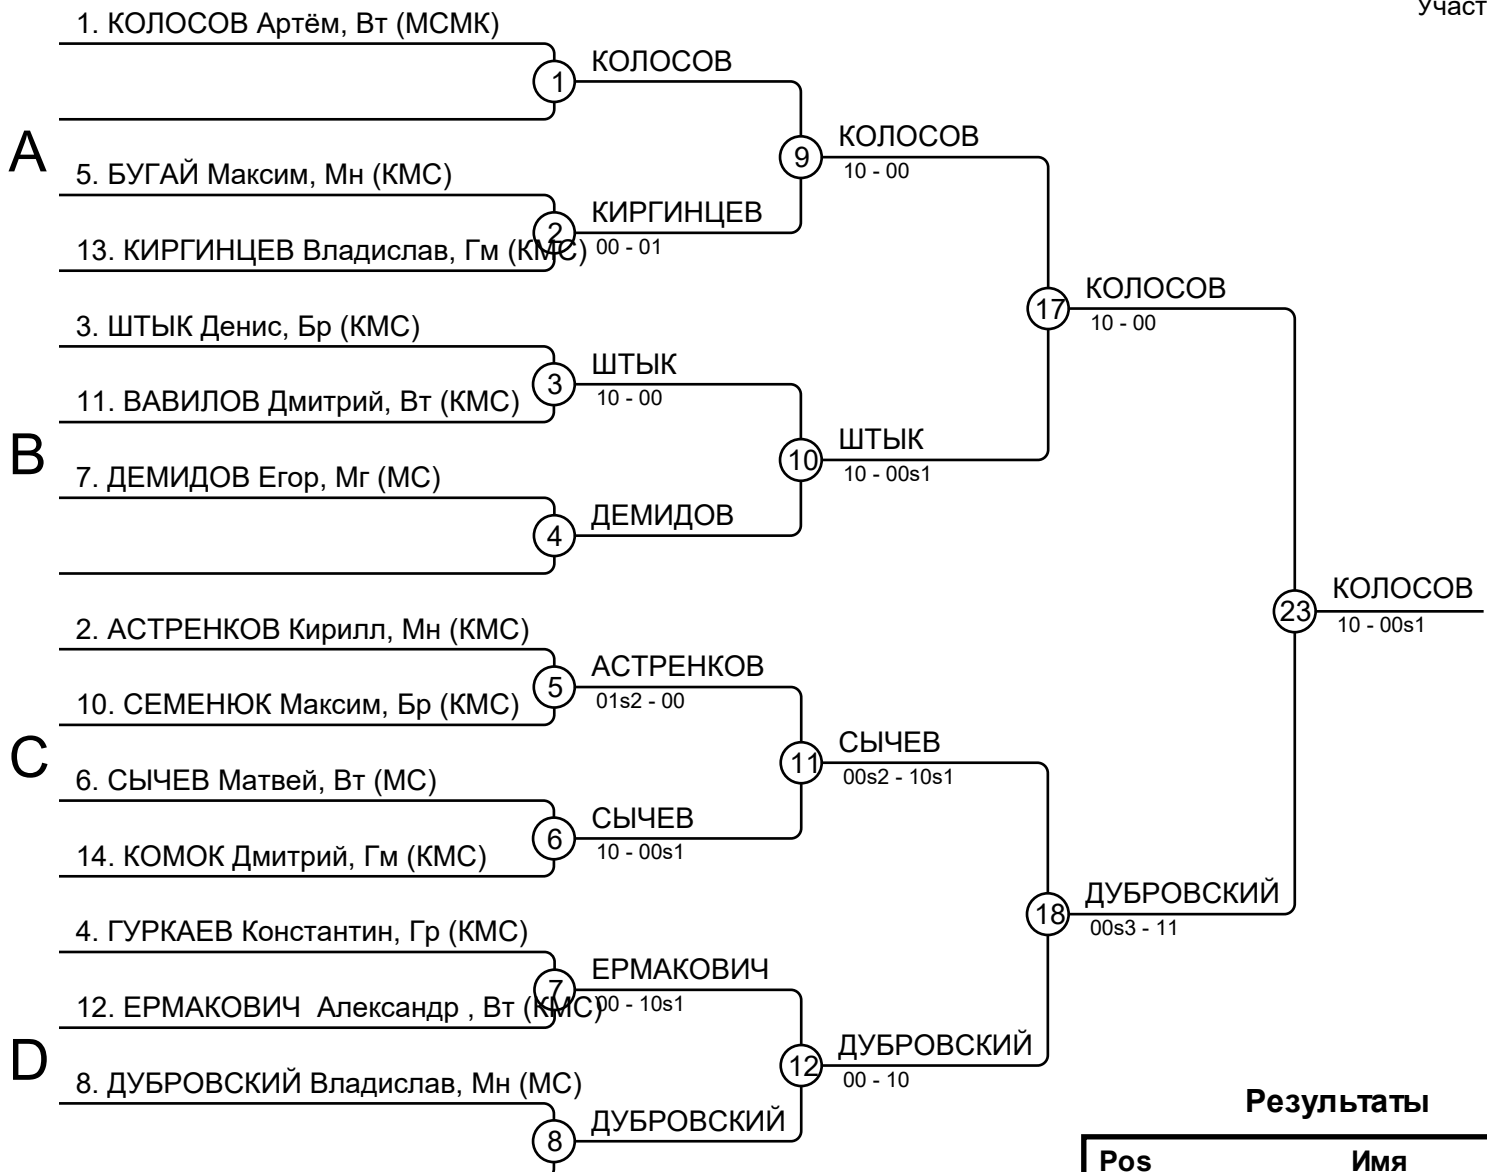 Участ
1. КОЛОСОВ Артём, Вт (МСМК)
1
КОЛОСОВ
A
5. БУГАЙ Максим, Мн (КМС)
2
КИРГИНЦЕВ
00 - 01
13. КИРГИНЦЕВ Владислав, Гм (КМС)
9
КОЛОСОВ
10 - 00
3. ШТЫК Денис, Бр (КМС)
3
ШТЫК
10 - 00
11. ВАВИЛОВ Дмитрий, Вт (КМС)
B
7. ДЕМИДОВ Егор, Мг (МС)
4
ДЕМИДОВ
10
ШТЫК
10 - 00s1
17
КОЛОСОВ
10 - 00
2. АСТРЕНКОВ Кирилл, Мн (КМС)
5
АСТРЕНКОВ
01s2 - 00
10. СЕМЕНЮК Максим, Бр (КМС)
C
6. СЫЧЕВ Матвей, Вт (МС)
6
СЫЧЕВ
10 - 00s1
14. КОМОК Дмитрий, Гм (КМС)
11
СЫЧЕВ
00s2 - 10s1
4. ГУРКАЕВ Константин, Гр (КМС)
7
ЕРМАКОВИЧ
00 - 10s1
12. ЕРМАКОВИЧ Александр , Вт (КМС)
D
8. ДУБРОВСКИЙ Владислав, Мн (МС)
8
ДУБРОВСКИЙ
12
ДУБРОВСКИЙ
00 - 10
18
ДУБРОВСКИЙ
00s3 - 11
23
КОЛОСОВ
10 - 00s1
Результаты
Pos Имя